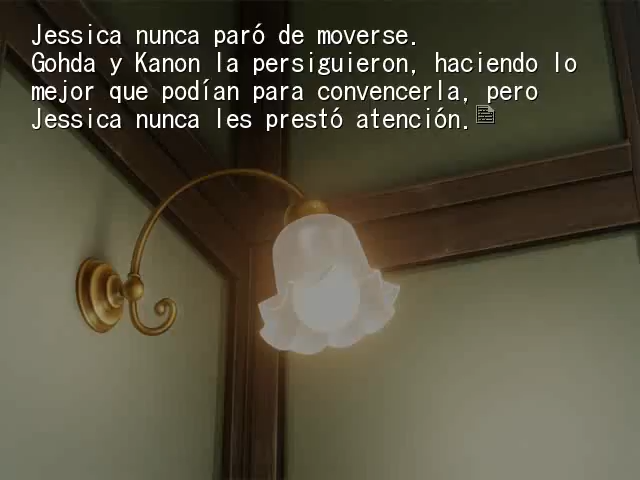 Jessica nunca paró de moverse.
Gohda y Kanon la persiguieron, haciendo lo
mejor que podían para convencerla, pero
Jessica nunca les prestó atención.